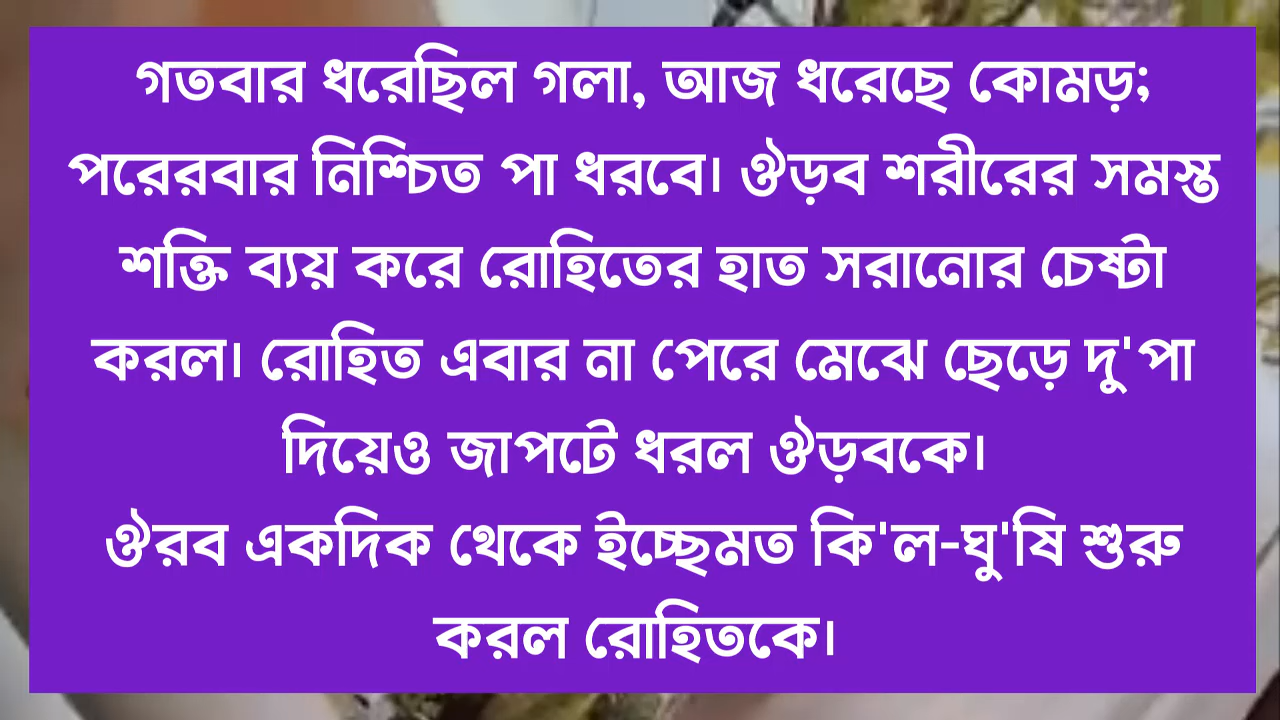 গতবার ধরেছিল গলা, আজ ধরেছে কোমড়;
পরেরবার নিশ্চিত পা ধরবে। ঔড়ব শরীরের সমস্ত
শক্তি ব্যয় করে রোহিতের হাত সরানোর চেষ্টা
করল। রোহিত এবার না পেরে মেঝে ছেড়ে দু'পা
দিয়েও জাপটে ধরল ঔড়বকে।
ঔরব একদিক থেকে ইচ্ছেমত কি'ল-ঘু'ষি শুরু
করল রোহিতকে।